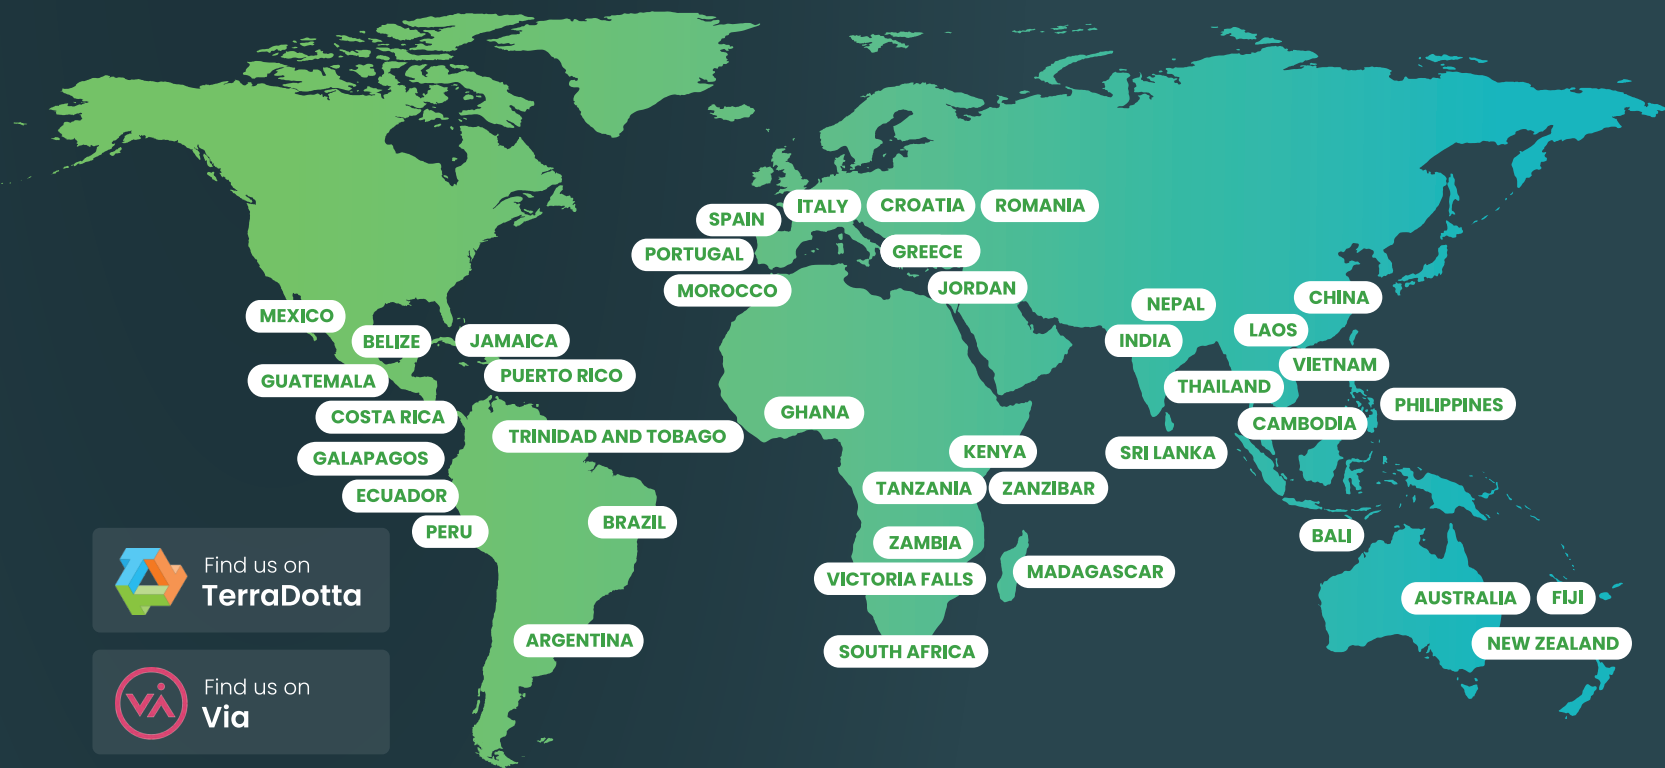 ITALY
CROATIA
ROMANIA
SPAIN
PORTUGAL
GREECE
MOROCCO
JORDAN
NEPAL
CHINA
MEXICO
BELIZE
JAMAICA
INDIA
LAOS
VIETNAM
GUATEMALA
PUERTO RICO
THAILAND
PHILIPPINES
COSTA RICA
GHANA
CAMBODIA
TRINIDAD AND TOBAGO
KENYA
SRI LANKA
GALAPAGOS
ECUADOR
TANZANIA
ZANZIBAR
PERU
BRAZIL
ZAMBIA
BALI
VICTORIA FALLS
MADAGASCAR
AUSTRALIA
FIJI
ARGENTINA
SOUTH AFRICA
NEW ZEALAND
Find us on
TerraDotta
VIA
Find us on
Via